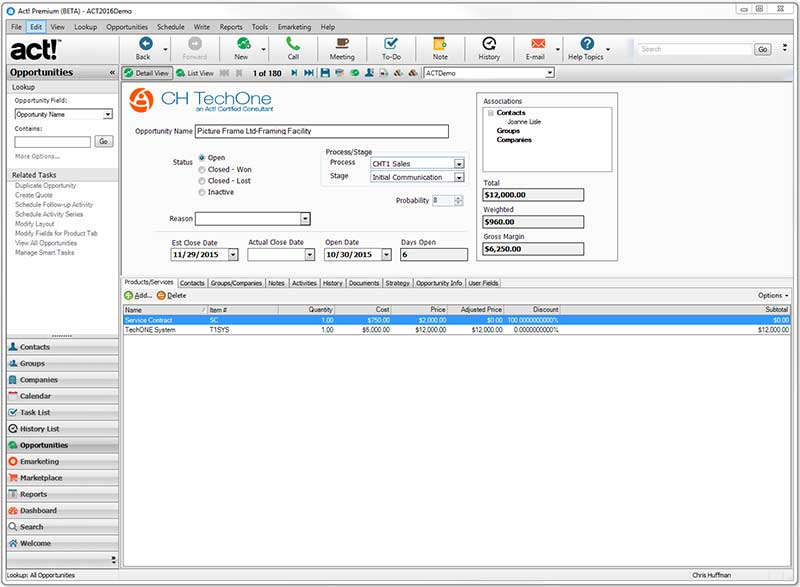 Act! Premium (BETA) - ACT2016Demo
File Edit View Lookup Opportunities Schedule Write Reports Tools Emarketing Help
act!
Back Forward New Call Meeting To-Do Note History E-mail Help Topics Search Go
Opportunities «
Detail View List View 1 of 180 ACTDemo
Lookup
Opportunity Field:
Opportunity Name
Contains:
Go
More Options...
Related Tasks
Duplicate Opportunity
Create Quote
Schedule Follow-up Activity
Schedule Activity Series
Modify Layout
Modify Fields for Product Tab
View All Opportunities
Manage Smart Tasks
CH TechOne
an Act! Certified Consultant
Opportunity Name Picture Frame Ltd-Framing Facility
Status Open
Closed - Won
Closed - Lost
Inactive
Process/Stage
Process CHT1 Sales
Stage Initial Communication
Probability 8
Reason
Est Close Date Actual Close Date Open Date Days Open
11/29/2015 10/30/2015 6
Associations
Contacts
Joanne Lisle
Groups
Companies
Total
$12,000.00
Weighted
$960.00
Gross Margin
$6,250.00
Products/Services Contacts Groups/Companies Notes Activities History Documents Strategy Opportunity Info User Fields
Add... Delete Options
Name Item # Quantity Cost Price Adjusted Price Discount Subtotal
Service Contract SC 1.00 $750.00 $2,000.00 $0.00 100.0000000000% $0.00
TechONE System T1SYS 1.00 $5,000.00 $12,000.00 $12,000.00 0.0000000000% $12,000.00
Contacts
Groups
Companies
Calendar
Task List
History List
Opportunities
Emarketing
Marketplace
Reports
Dashboard
Search
Welcome
Lookup: All Opportunities Chris Huffman